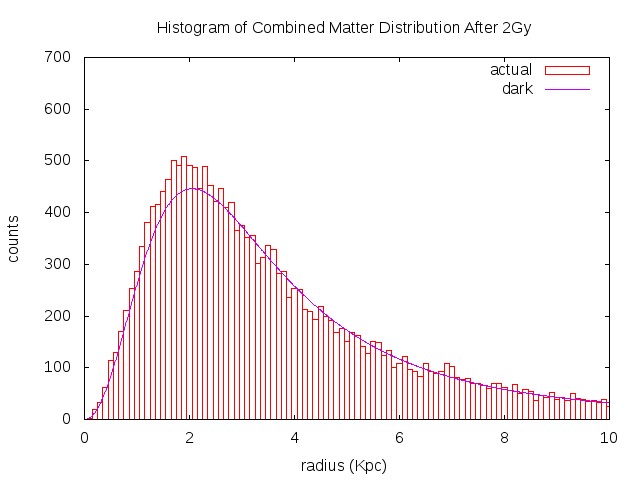 Histogram of Combined Matter Distribution After 2Gy
700
600
500
400
300
200
100
0
counts
actual
dark
0 2 4 6 8 10
radius (Kpc)